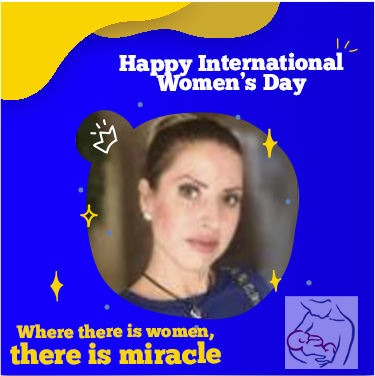 Happy International
Women's Day
Where there is women,
there is miracle